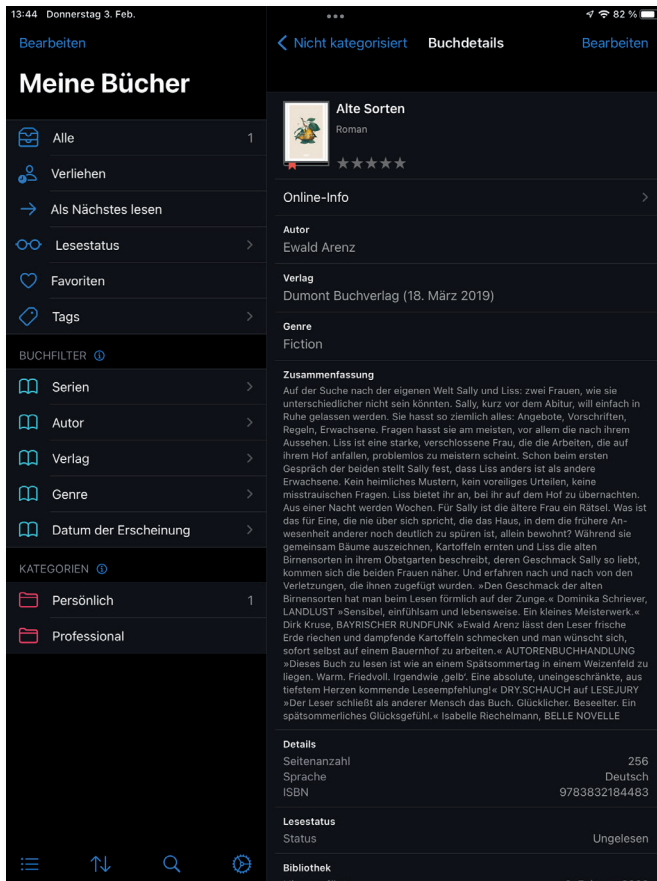 13:44 Donnerstag 3. Feb.
82 %
Bearbeiten
Meine Bücher
Alle 1
Verliehen
Als Nächstes lesen
Lesestatus
Favoriten
Tags
BUCHFILTER
Serien
Autor
Verlag
Genre
Datum der Erscheinung
KATEGORIEN
Persönlich 1
Professional
Nicht kategorisiert Buchdetails Bearbeiten
Alte Sorten
Roman
Online-Info
Autor
Ewald Arenz
Verlag
Dumont Buchverlag (18. März 2019)
Genre
Fiction
Zusammenfassung
Auf der Suche nach der eigenen Welt Sally und Liss: zwei Frauen, wie sie
unterschiedlicher nicht sein könnten. Sally, kurz vor dem Abitur, will einfach in
Ruhe gelassen werden. Sie hasst so ziemlich alles: Angebote, Vorschriften,
Regeln, Erwachsene. Fragen hasst sie am meisten, vor allem die nach ihrem
Aussehen. Liss ist eine starke, verschlossene Frau, die die Arbeiten, die auf
ihrem Hof anfallen, problemlos zu meistern scheint. Schon beim ersten
Gespräch der beiden stellt Sally fest, dass Liss anders ist als andere
Erwachsene. Kein heimliches Mustern, kein voreiliges Urteilen, keine
misstrauischen Fragen. Liss bietet ihr an, bei ihr auf dem Hof zu übernachten.
Aus einer Nacht werden Wochen. Für Sally ist die ältere Frau ein Rätsel. Was ist
das für Eine, die nie über sich spricht, die das Haus, in dem die frühere An-
wesenheit anderer noch deutlich zu spüren ist, allein bewohnt? Während sie
gemeinsam Bäume auszeichnen, Kartoffeln ernten und Liss die alten
Birnensorten in ihrem Obstgarten beschreibt, deren Geschmack Sally so liebt,
kommen sich die beiden Frauen näher. Und erfahren nach und nach von den
Verletzungen, die ihnen zugefügt wurden. »Den Geschmack der alten
Birnensorten hat man beim Lesen förmlich auf der Zunge.« Dominika Schriever,
LANDLUST »Sensibel, einfühlsam und lebensweise. Ein kleines Meisterwerk.«
Dirk Kruse, BAYRISCHER RUNDFUNK »Ewald Arenz lässt den Leser frische
Erde riechen und dampfende Kartoffeln schmecken und man wünscht sich,
sofort selbst auf einem Bauernhof zu arbeiten.« AUTORENBUCHHANDLUNG
»Dieses Buch zu lesen ist wie an einem Spätsommertag in einem Weizenfeld zu
liegen. Warm. Friedvoll. Irgendwie ‚gelb‘. Eine absolute, uneingeschränkte, aus
tiefstem Herzen kommende Leseempfehlung!« DRY.SCHAUCH auf LESEJURY
»Der Leser schließt als anderer Mensch das Buch. Glücklicher. Beseelter. Ein
spätsommerliches Glücksgefühl.« Isabelle Riechelmann, BELLE NOVELLE
Details
Seitenanzahl 256
Sprache Deutsch
ISBN 9783832184483
Lesestatus
Status Ungelesen
Bibliothek